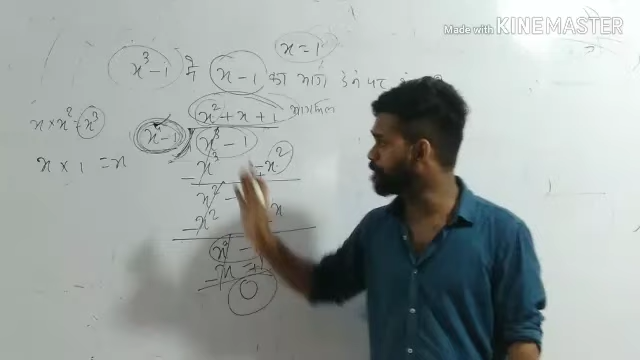 Made with KINEMASTER
x = 1
x³ - 1 में x - 1 का भाग देने पर
x² + x + 1 भागफल
x × x² = x³
x - 1
x³ - 1
x × 1 = x
x³ - x²
- +
x² -
x² x
-
x - 1
x
- +
0